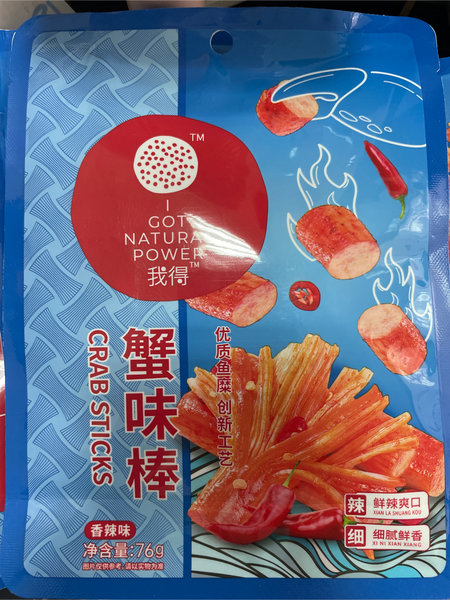 TM
I
GOT
NATURAL
POWER
我得
TM
蟹味棒
CRAB STICKS
优质鱼糜 创新工艺
香辣味
净含量:76g
图片仅供参考;请以实物为准
辣 鲜辣爽口
XIAN LA SHUANG KOU
细 细腻鲜香
XI NI XIAN XIANG